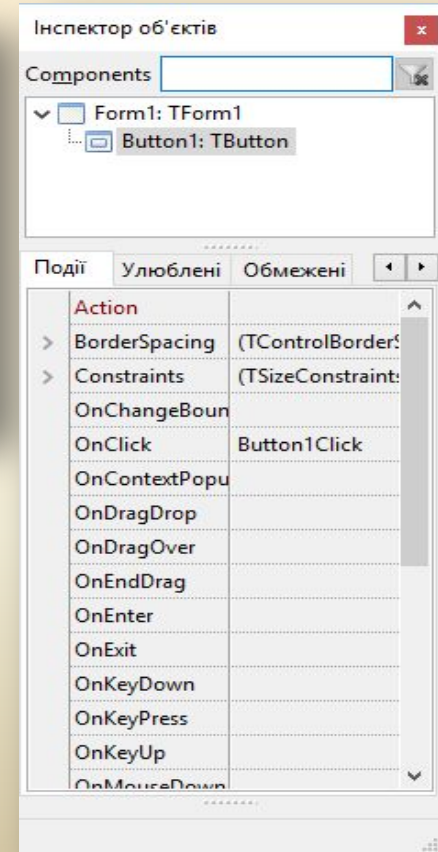 Інспектор об'єктів
x
Components
Form1: TForm1
Button1: TButton
Події Улюблені Обмежені
Action
BorderSpacing (TControlBorderS
Constraints (TSizeConstraints
OnChangeBoun
OnClick Button1Click
OnContextPopu
OnDragDrop
OnDragOver
OnEndDrag
OnEnter
OnExit
OnKeyDown
OnKeyPress
OnKeyUp
OnMouseDown